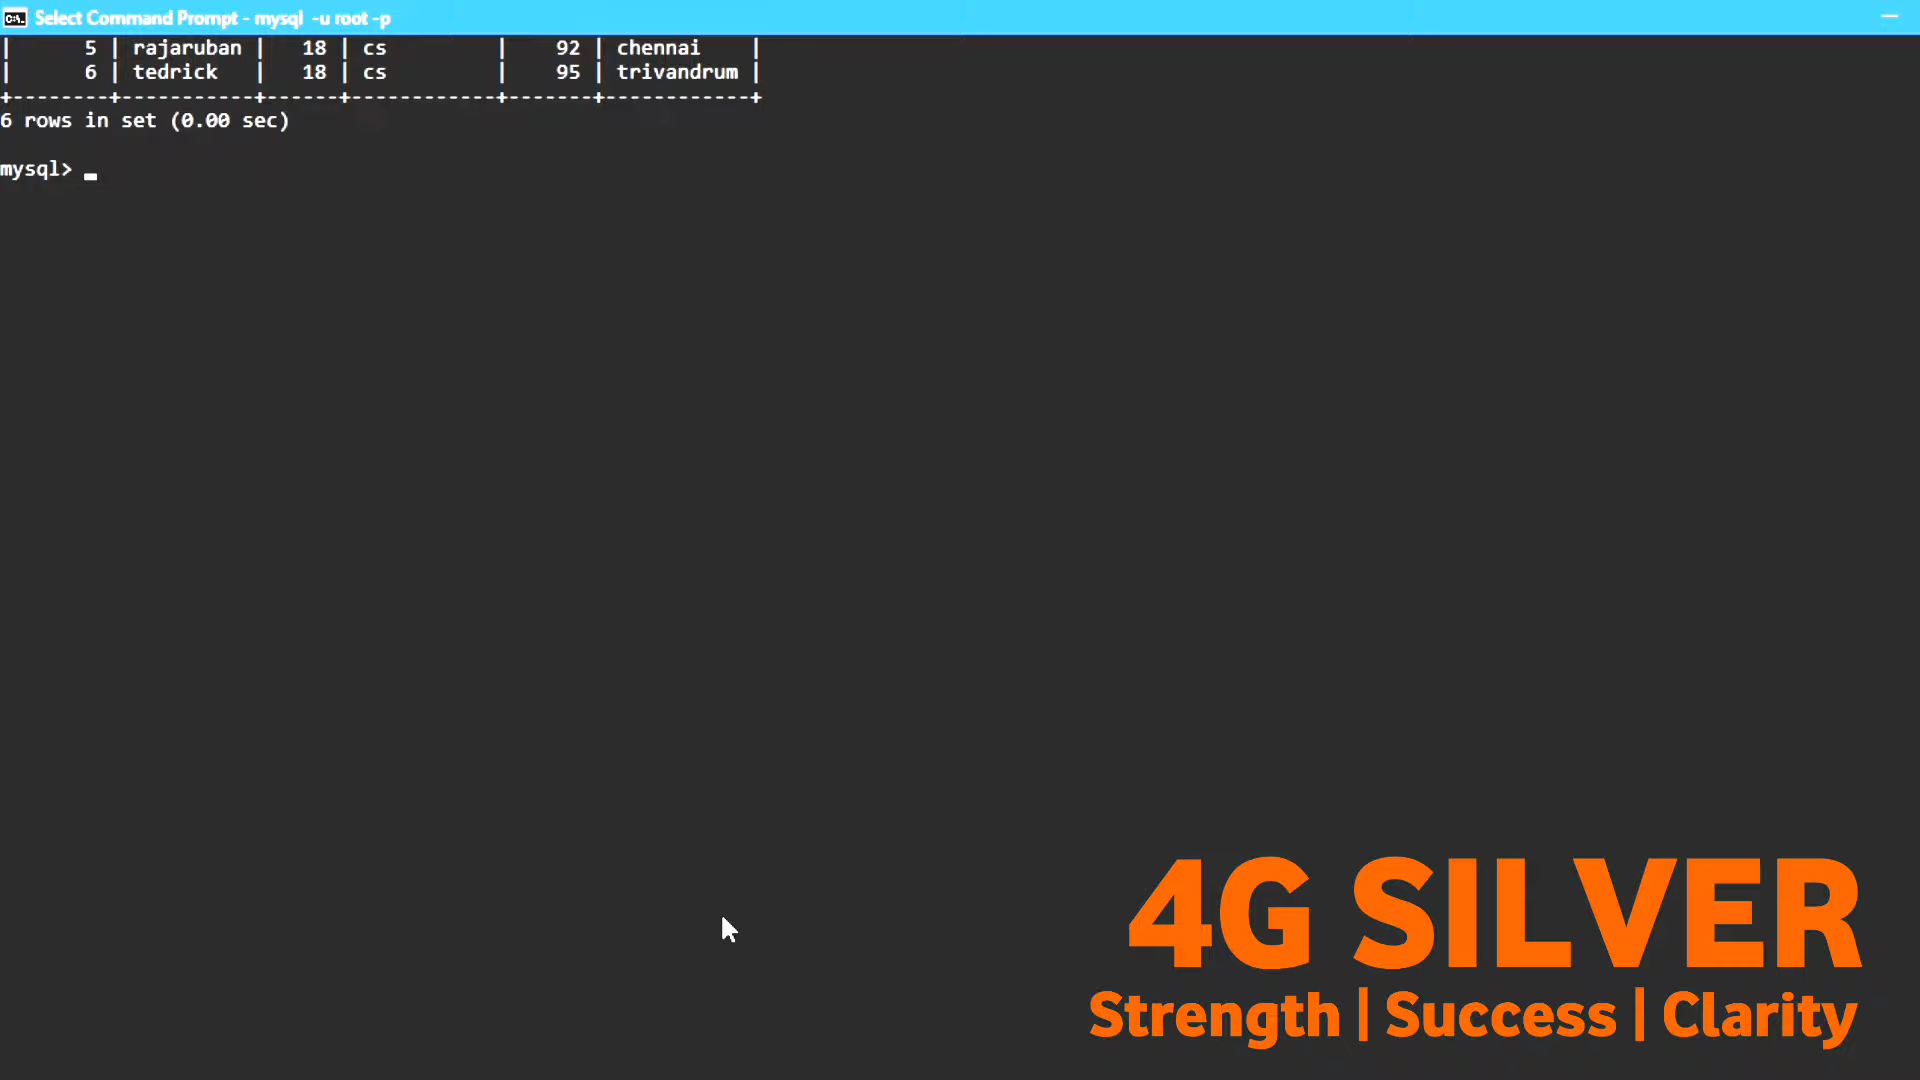 Select Command Prompt - mysql -u root -p
|      5 | rajaruban |   18 | cs         |    92 | chennai    |
|      6 | tedrick   |   18 | cs         |    95 | trivandrum |
+--------+-----------+------+------------+-------+------------+
6 rows in set (0.00 sec)
mysql> _
4G SILVER
Strength | Success | Clarity